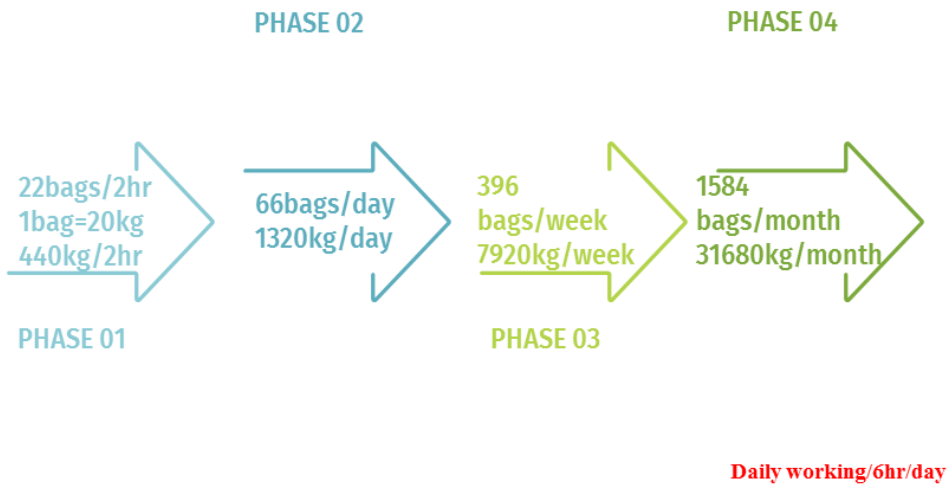 PHASE 02
PHASE 04
22bags/2hr
1bag=20kg
440kg/2hr
66bags/day
1320kg/day
396
bags/week
7920kg/week
1584
bags/month
31680kg/month
PHASE 01
PHASE 03
Daily working/6hr/day